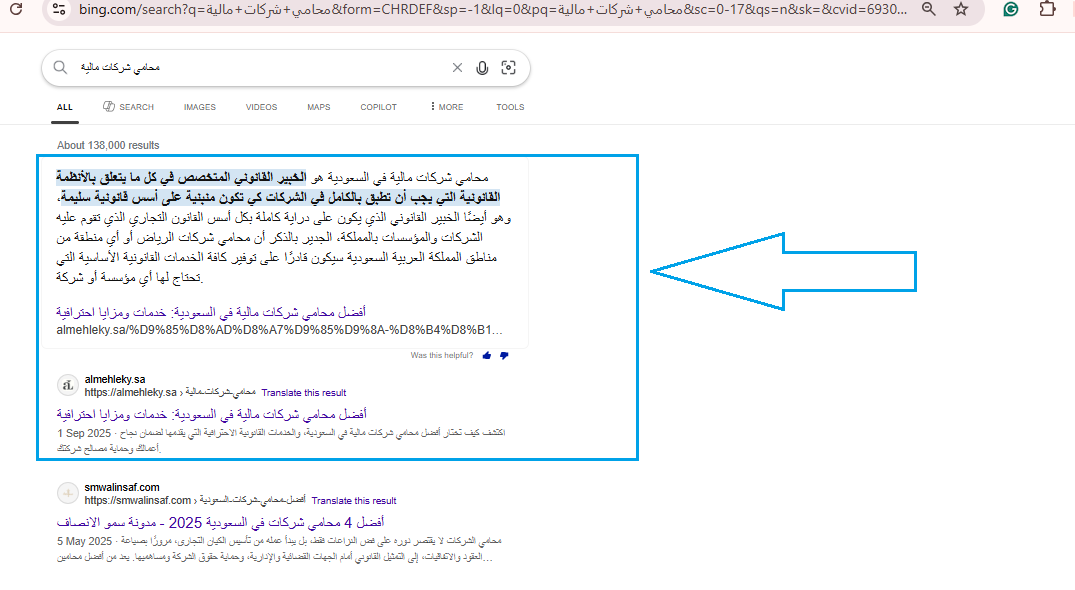 bing.com/search?q=محامي+شركات+مالية&form=CHRDEF&sp=-1&lq=0&pq=محامي+شركات+مالية&sc=0-17&qs=n&sk=&cvid=6930...
محامي شركات مالية
ALL SEARCH IMAGES VIDEOS MAPS COPILOT MORE TOOLS
About 138,000 results
محامي شركات مالية في السعودية هو الخبير القانوني المتخصص في كل ما يتعلق بالأنظمة
القانونية التي يجب أن تطبق بالكامل في الشركات كي تكون منبنية على أسس قانونية سليمة،
وهو أيضًا الخبير القانوني الذي يكون على دراية كاملة بكل أسس القانون التجاري الذي تقوم عليه
الشركات والمؤسسات بالمملكة، الجدير بالذكر أن محامي شركات الرياض أو أي منطقة من
مناطق المملكة العربية السعودية سيكون قادرًا على توفير كافة الخدمات القانونية الأساسية التي
تحتاج لها أي مؤسسة أو شركة.
أفضل محامي شركات مالية في السعودية: خدمات ومزايا احترافية
almehleky.sa/%D9%85%D8%AD%D8%A7%D9%85%D9%8A-%D8%B4%D8%B1...
Was this helpful?
almehleky.sa
https://almehleky.sa › محامي-شركات-مالية Translate this result
أفضل محامي شركات مالية في السعودية: خدمات ومزايا احترافية
1 Sep 2025 · اكتشف كيف تختار أفضل محامي شركات مالية في السعودية، والخدمات القانونية الاحترافية التي يقدمها لضمان نجاح
أعمالك وحماية مصالح شركتك.
smwalinsaf.com
https://smwalinsaf.com › أفضل-محامي-شركات-السعودية Translate this result
أفضل 4 محامي شركات في السعودية 2025 - مدونة سمو الانصاف
5 May 2025 · محامي الشركات لا يقتصر دوره على فض النزاعات فقط، بل يبدأ عمله من تأسيس الكيان التجاري، مرورًا بصياعة
العقود والاتفاقيات، إلى التمثيل القانوني أمام الجهات القضائية والإدارية، وحماية حقوق الشركة ومساهميها. يعد من أفضل محامين...